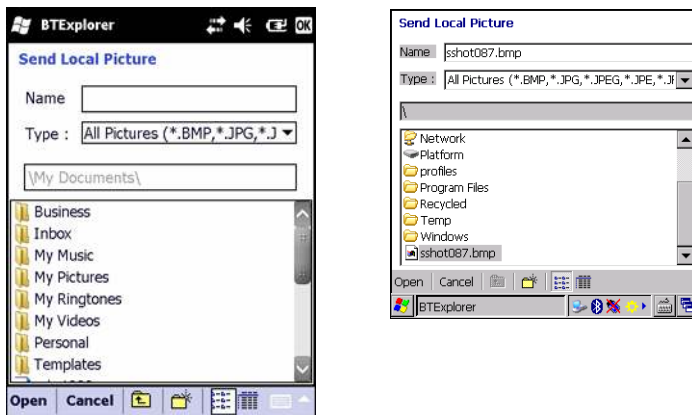 BTExplorer
OK
Send Local Picture
Name
Type : All Pictures (*.BMP,*.JPG,*.J
\My Documents\
Business
Inbox
My Music
My Pictures
My Ringtones
My Videos
Personal
Templates
Open Cancel
Send Local Picture
Name sshot087.bmp
Type : All Pictures (*.BMP,*.JPG,*.JPEG,*.JPE,*.JF
\
Network
Platform
profiles
Program Files
Recycled
Temp
Windows
sshot087.bmp
Open Cancel
BTExplorer